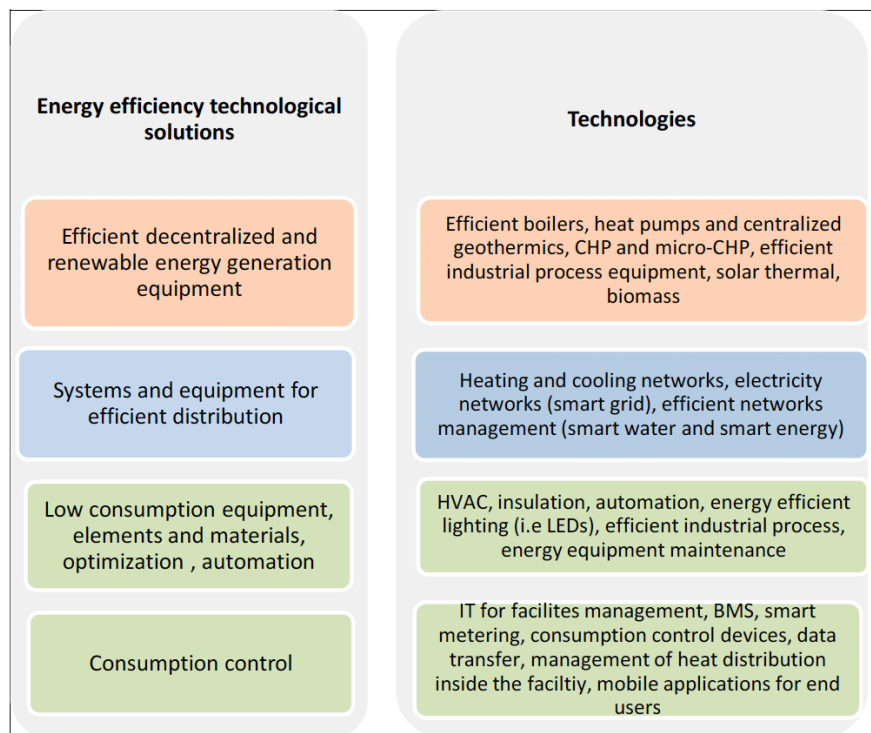 Energy efficiency technological
solutions
Technologies
Efficient decentralized and
renewable energy generation
equipment
Efficient boilers, heat pumps and centralized
geothermics, CHP and micro-CHP, efficient
industrial process equipment, solar thermal,
biomass
Systems and equipment for
efficient distribution
Heating and cooling networks, electricity
networks (smart grid), efficient networks
management (smart water and smart energy)
Low consumption equipment,
elements and materials,
optimization , automation
HVAC, insulation, automation, energy efficient
lighting (i.e LEDs), efficient industrial process,
energy equipment maintenance
Consumption control
IT for facilites management, BMS, smart
metering, consumption control devices, data
transfer, management of heat distribution
inside the faciltiy, mobile applications for end
users